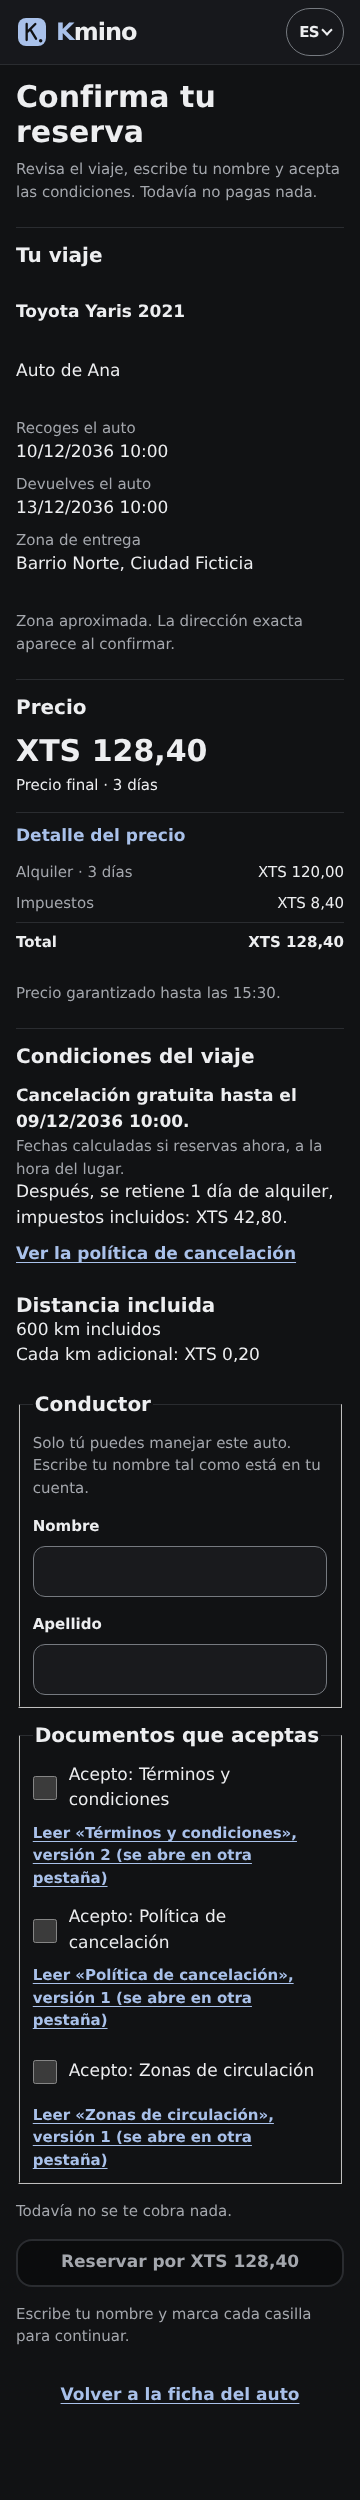 K Kmino
ES
Confirma tu
reserva
Revisa el viaje, escribe tu nombre y acepta
las condiciones. Todavía no pagas nada.
Tu viaje
Toyota Yaris 2021
Auto de Ana
Recoges el auto
10/12/2036 10:00
Devuelves el auto
13/12/2036 10:00
Zona de entrega
Barrio Norte, Ciudad Ficticia
Zona aproximada. La dirección exacta
aparece al confirmar.
Precio
XTS 128,40
Precio final · 3 días
Detalle del precio
Alquiler · 3 días XTS 120,00
Impuestos XTS 8,40
Total XTS 128,40
Precio garantizado hasta las 15:30.
Condiciones del viaje
Cancelación gratuita hasta el
09/12/2036 10:00.
Fechas calculadas si reservas ahora, a la
hora del lugar.
Después, se retiene 1 día de alquiler,
impuestos incluidos: XTS 42,80.
Ver la política de cancelación
Distancia incluida
600 km incluidos
Cada km adicional: XTS 0,20
Conductor
Solo tú puedes manejar este auto.
Escribe tu nombre tal como está en tu
cuenta.
Nombre
Apellido
Documentos que aceptas
Acepto: Términos y
condiciones
Leer «Términos y condiciones»,
versión 2 (se abre en otra
pestaña)
Acepto: Política de
cancelación
Leer «Política de cancelación»,
versión 1 (se abre en otra
pestaña)
Acepto: Zonas de circulación
Leer «Zonas de circulación»,
versión 1 (se abre en otra
pestaña)
Todavía no se te cobra nada.
Reservar por XTS 128,40
Escribe tu nombre y marca cada casilla
para continuar.
Volver a la ficha del auto